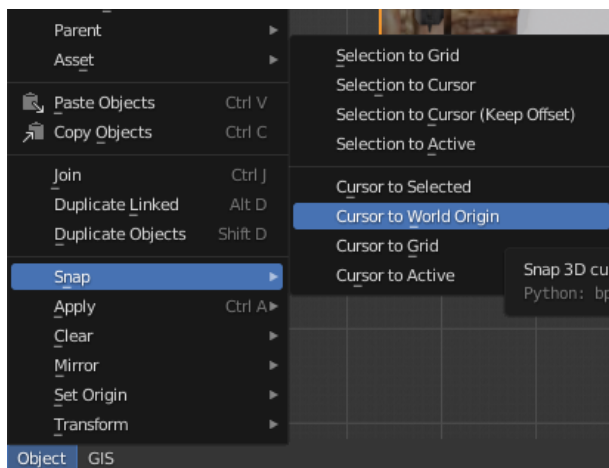 Parent
Asset
Paste Objects Ctrl V
Copy Objects Ctrl C
Join Ctrl J
Duplicate Linked Alt D
Duplicate Objects Shift D
Snap
Apply Ctrl A
Clear
Mirror
Set Origin
Transform
Object GIS
Selection to Grid
Selection to Cursor
Selection to Cursor (Keep Offset)
Selection to Active
Cursor to Selected
Cursor to World Origin
Cursor to Grid
Cursor to Active
Snap 3D cu
Python: bp